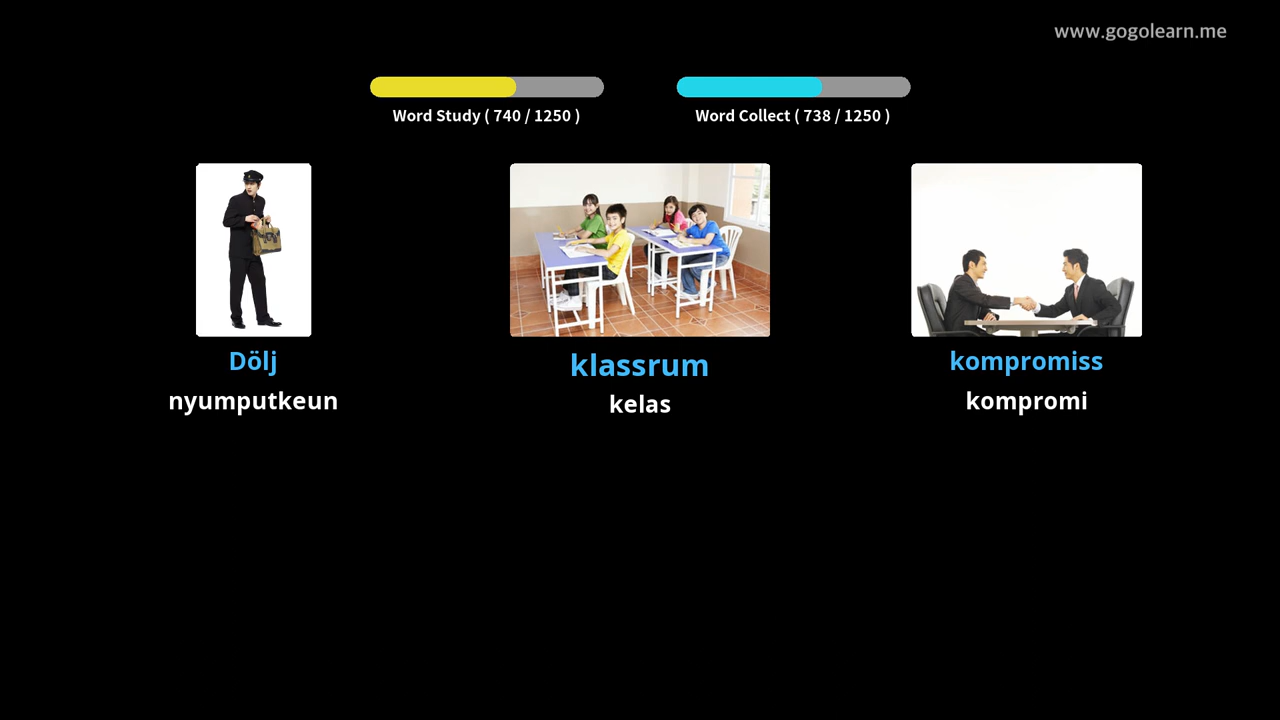 www.gogolearn.me
Word Study ( 740 / 1250 )
Word Collect ( 738 / 1250 )
Dölj
klassrum
kompromiss
nyumputkeun
kelas
kompromi